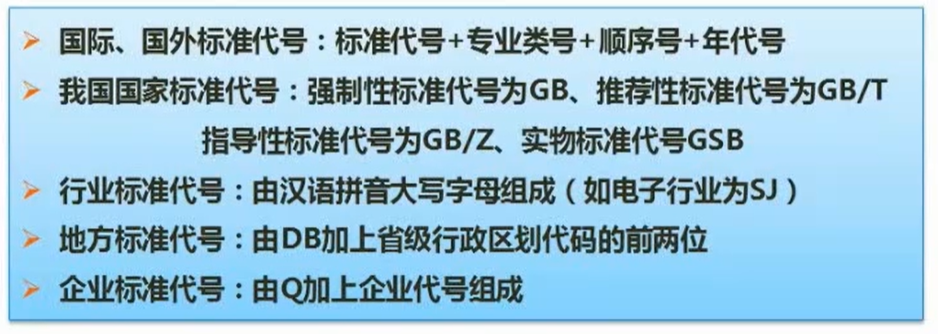 国际、国外标准代号：标准代号+专业类号+顺序号+年代号
我国国家标准代号：强制性标准代号为GB、推荐性标准代号为GB/T
指导性标准代号为GB/Z、实物标准代号GSB
行业标准代号：由汉语拼音大写字母组成（如电子行业为SJ）
地方标准代号：由DB加上省级行政区划代码的前两位
企业标准代号：由Q加上企业代号组成